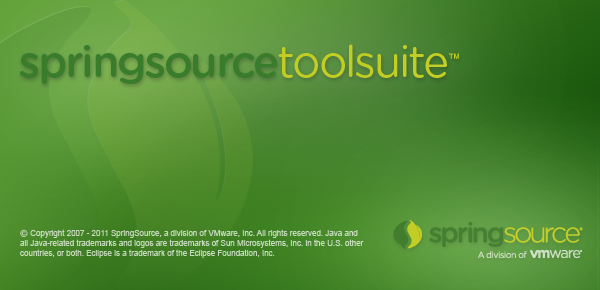 springsourcetoolsuite™
© Copyright 2007 - 2011 SpringSource, a division of VMware, Inc. All rights reserved. Java and
all Java-related trademarks and logos are trademarks of Sun Microsystems, Inc. in the U.S. other
countries, or both. Eclipse is a trademark of the Eclipse Foundation, Inc.
springsource®
A division of vmware®